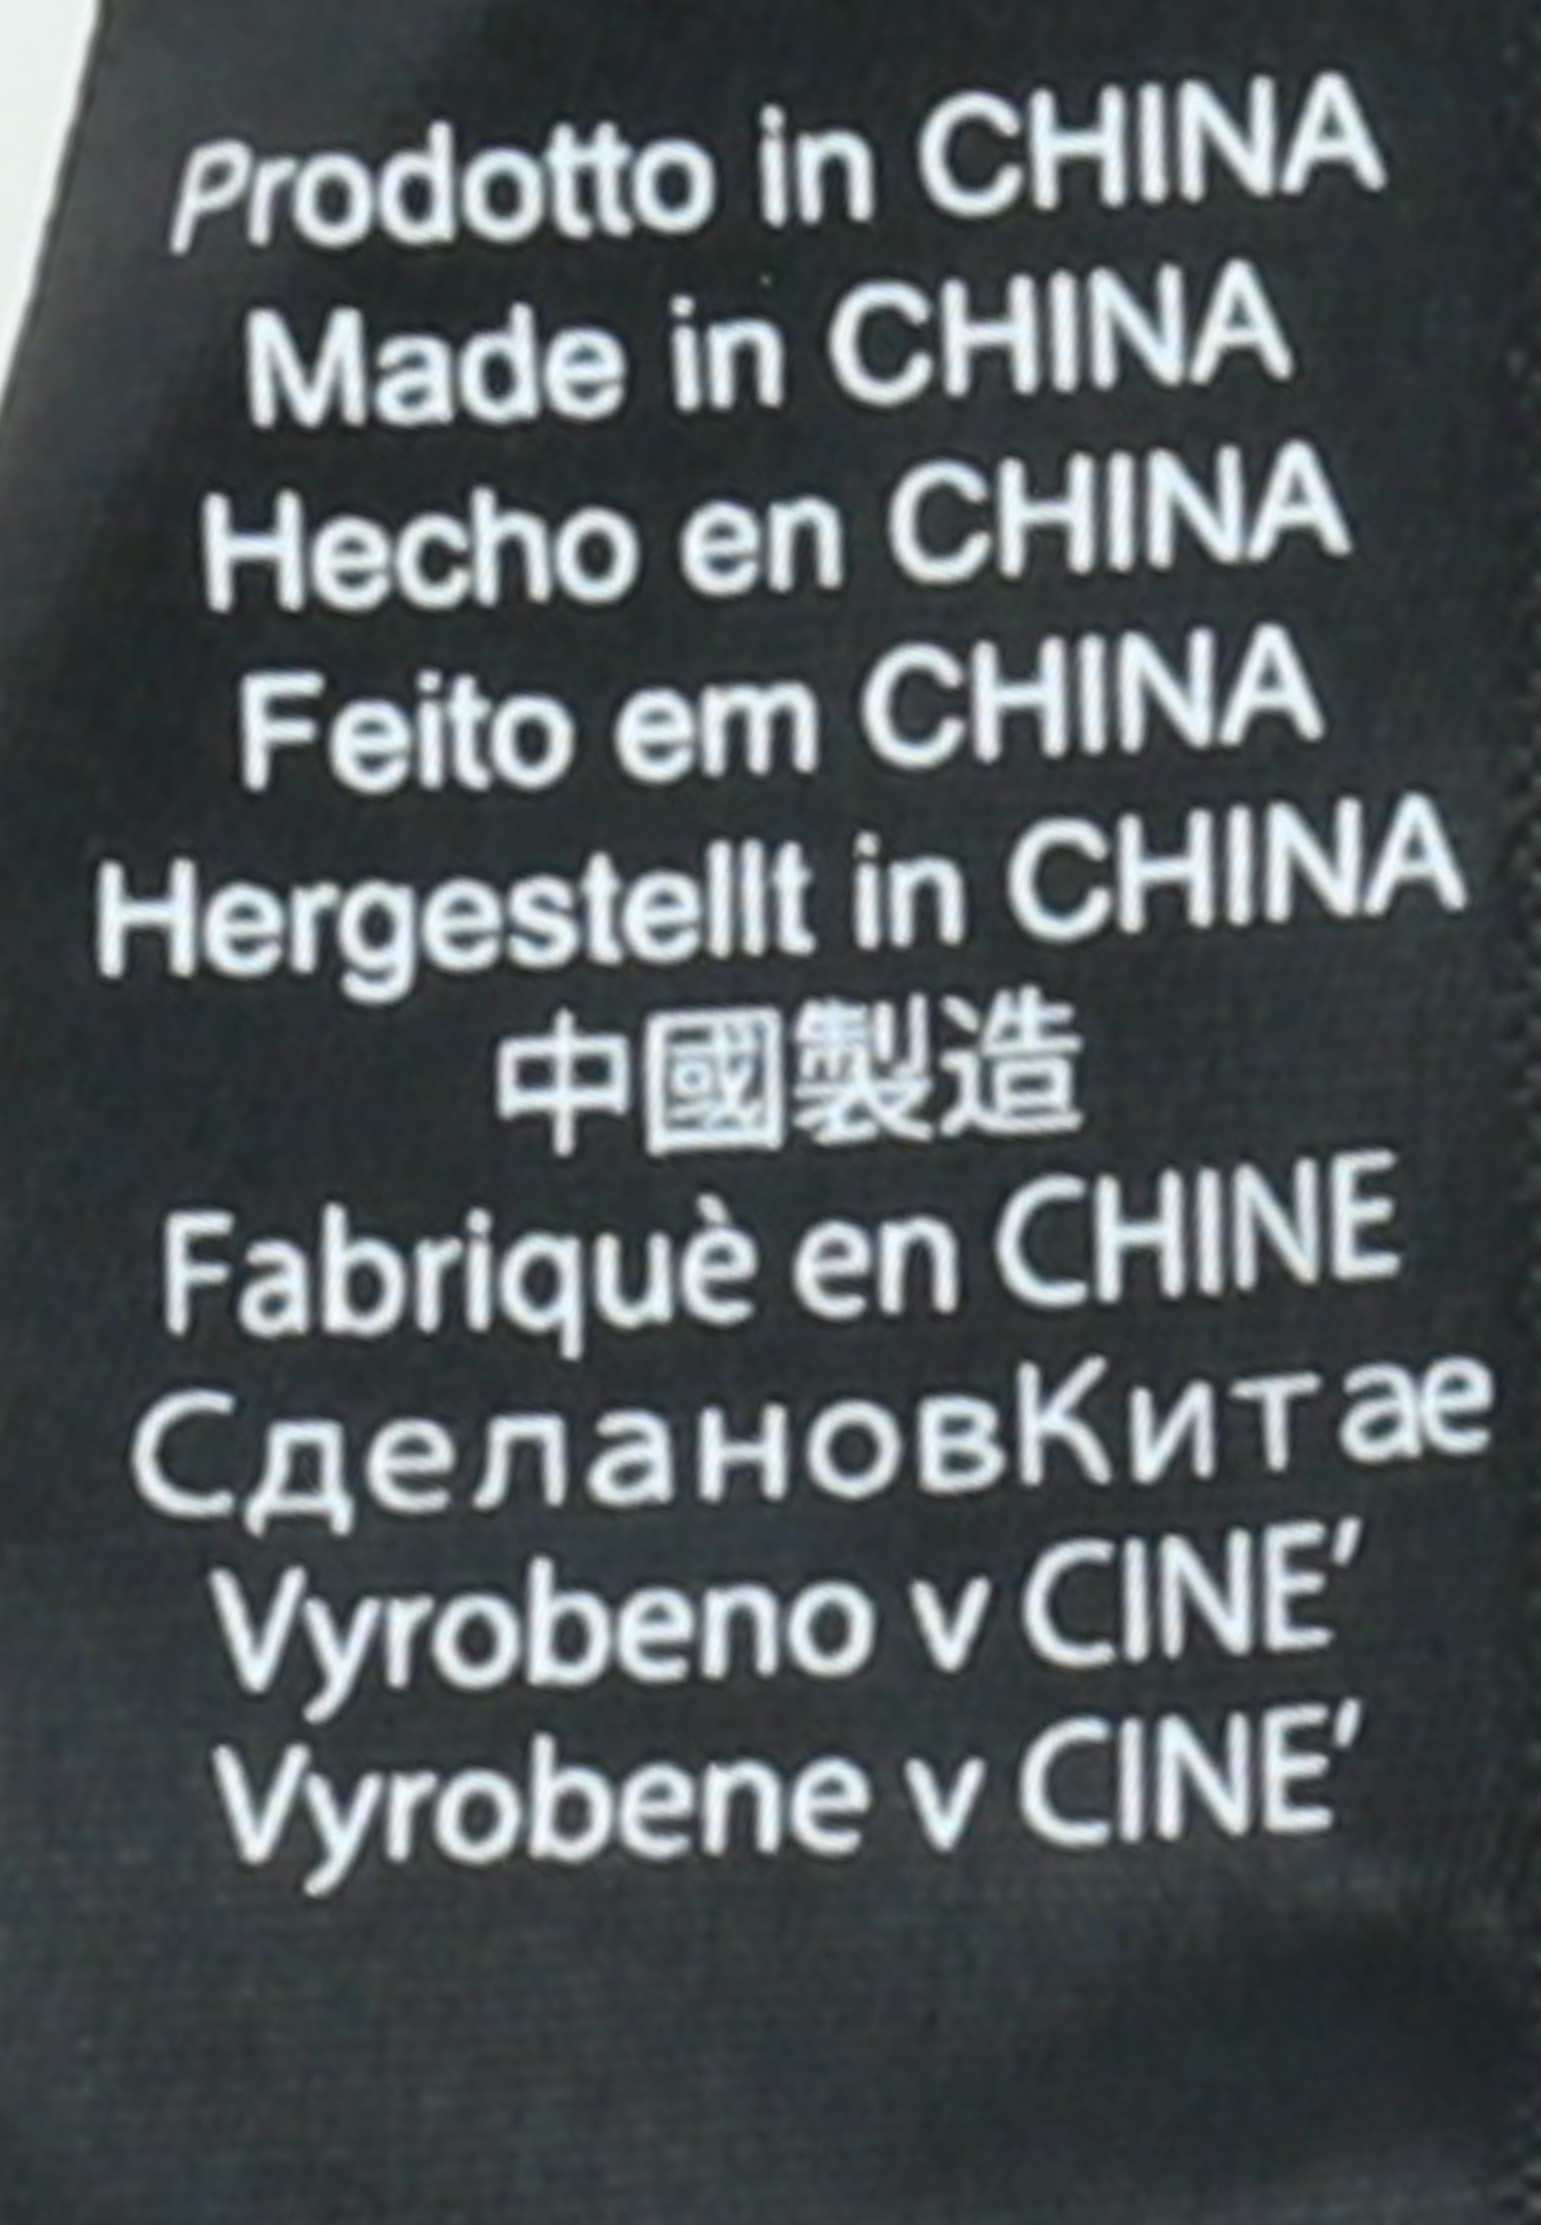 Prodotto in CHINA
Made in CHINA
Hecho en CHINA
Feito em CHINA
Hergestellt in CHINA
中國製造
Fabriquè en CHINE
СделановКитае
Vyrobeno v CINE'
Vyrobene v CINE'